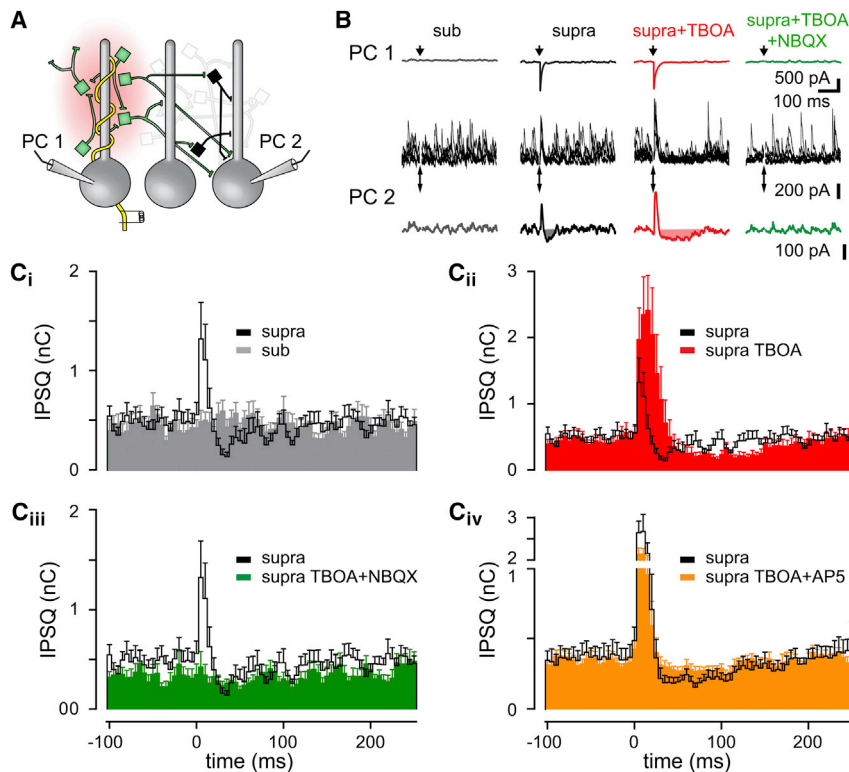 A
PC 1
PC 2
B
sub
supra
supra+TBOA
supra+TBOA
+NBQX
PC 1
500 pA
100 ms
200 pA
PC 2
100 pA
Ci
2
1
0
IPSQ (nC)
supra
sub
Cii
3
2
1
0
IPSQ (nC)
supra
supra TBOA
Ciii
2
1
00
IPSQ (nC)
supra
supra TBOA+NBQX
-100
0
100
200
time (ms)
Civ
3
2
1
0
IPSQ (nC)
supra
supra TBOA+AP5
-100
0
100
200
time (ms)